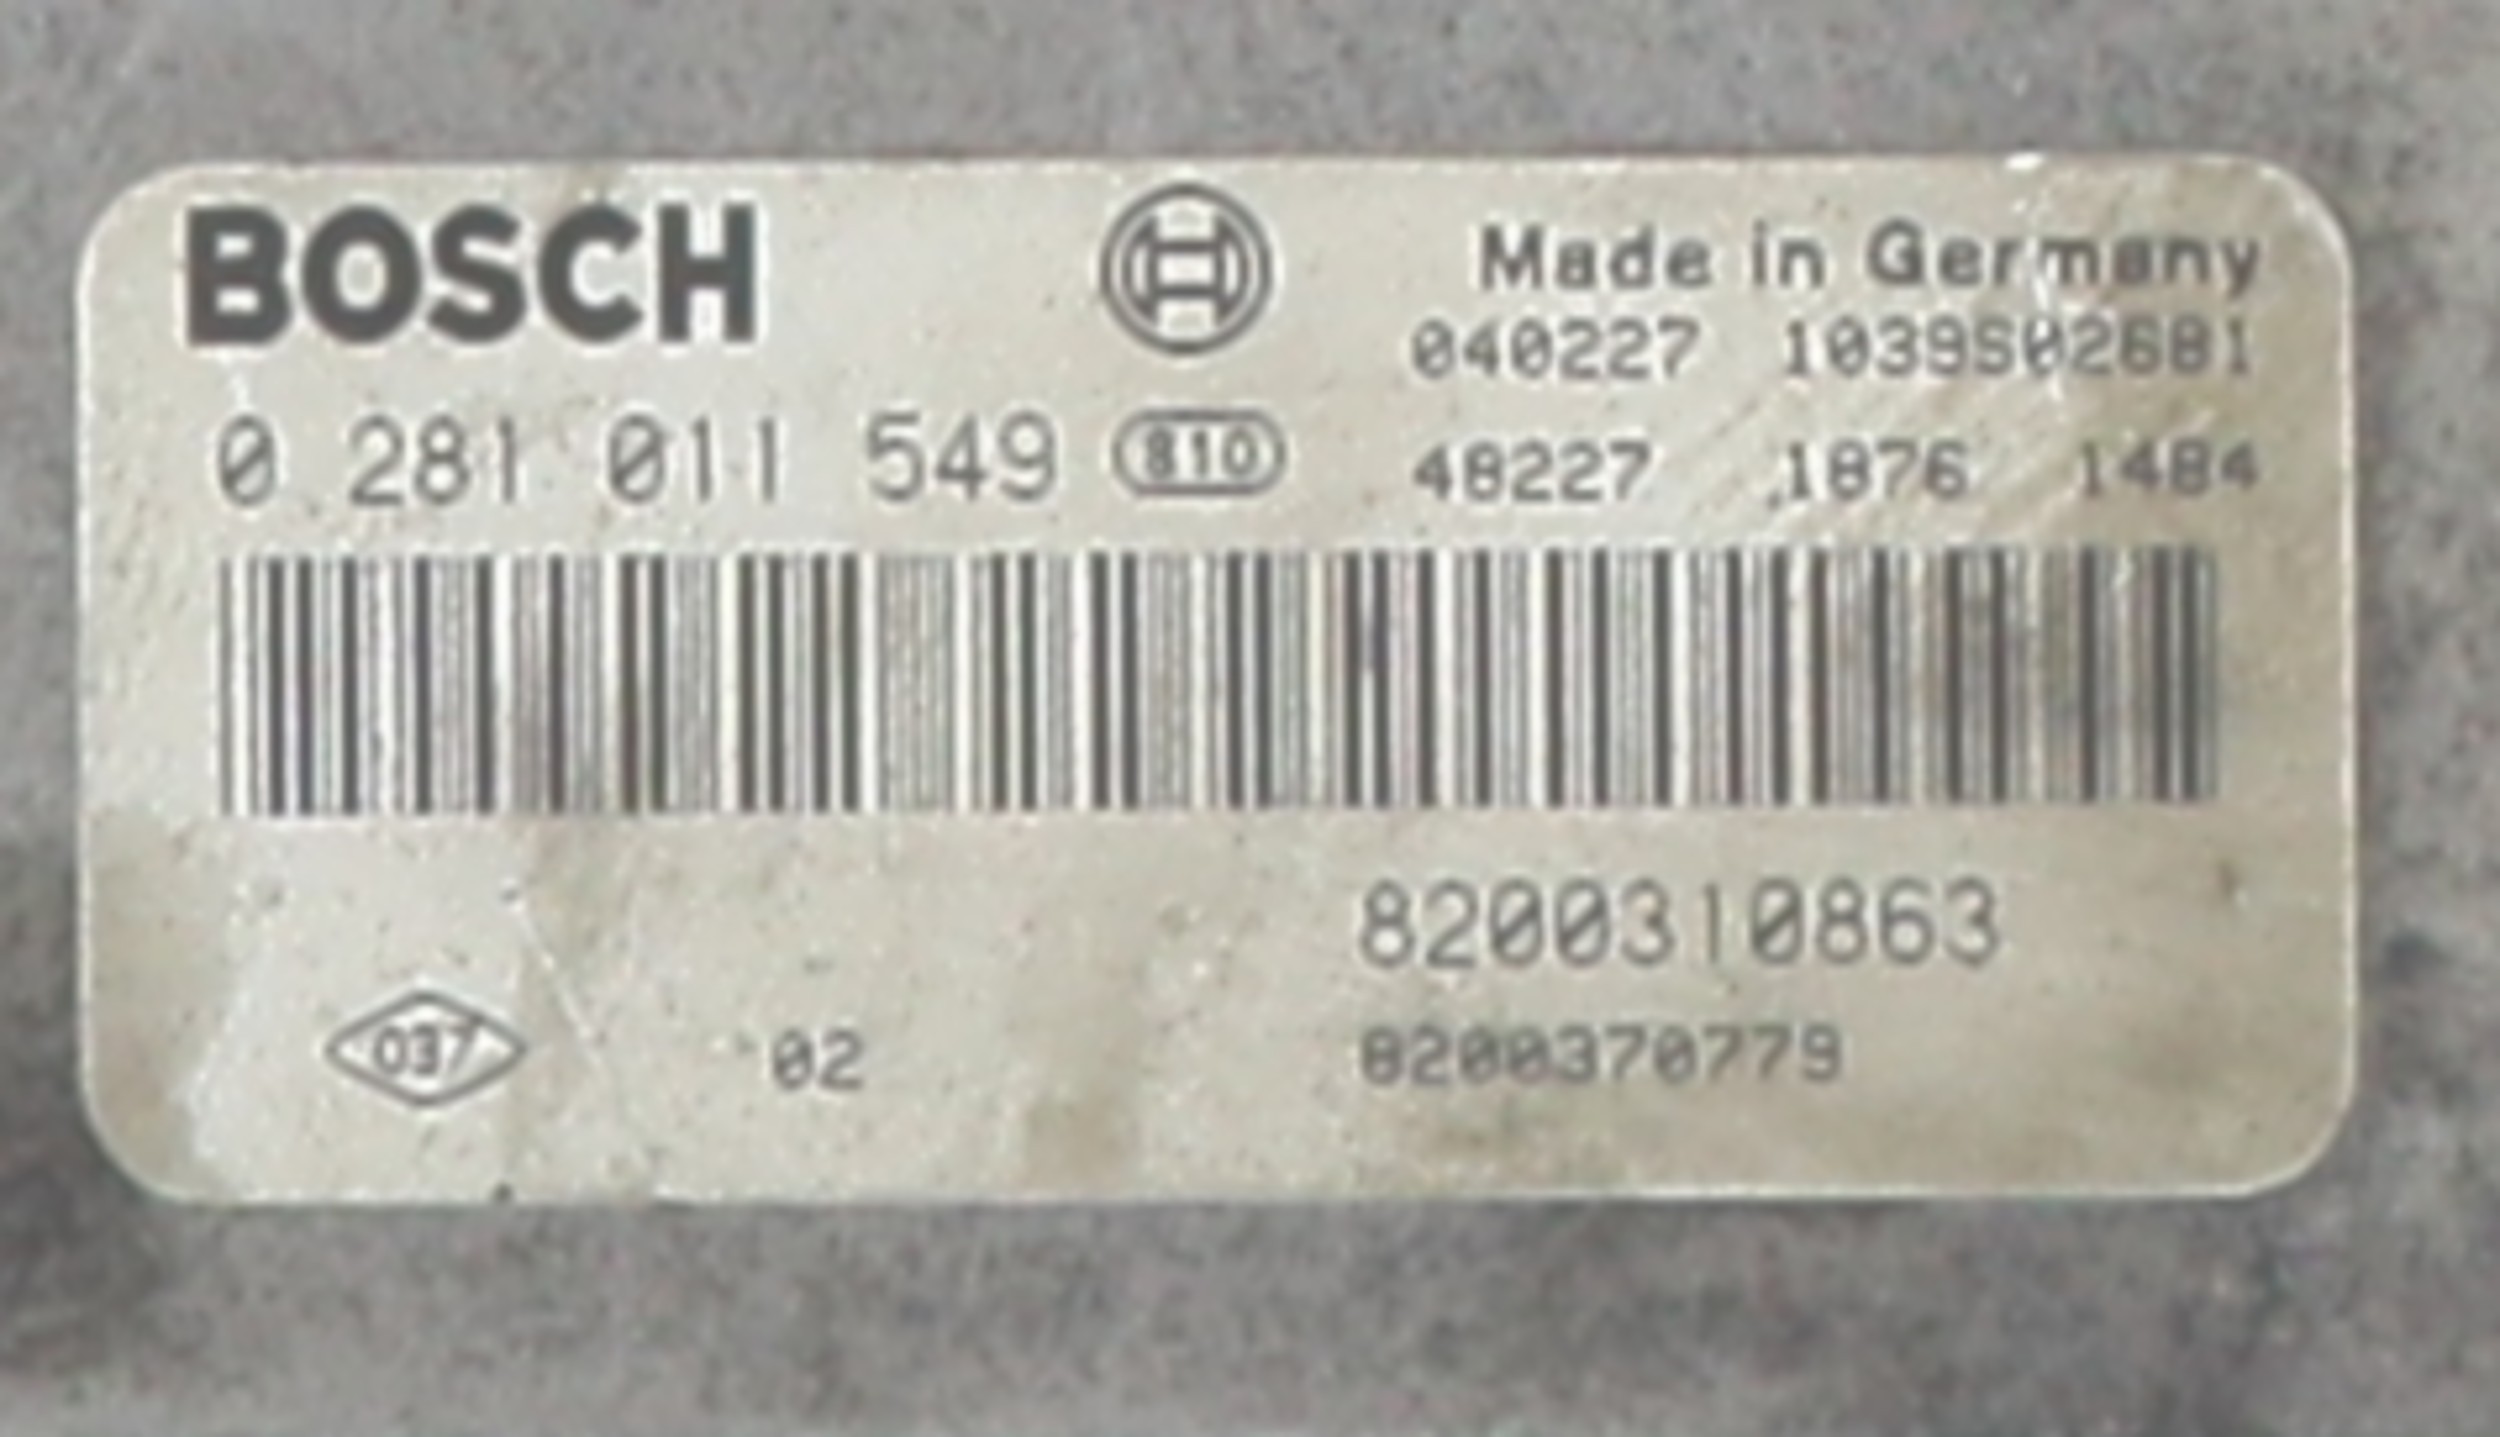 BOSCH
Made in Germany
040227 1039S02681
0 281 011 549 810
48227 1876 1484
8200310863
037 02
8200370779